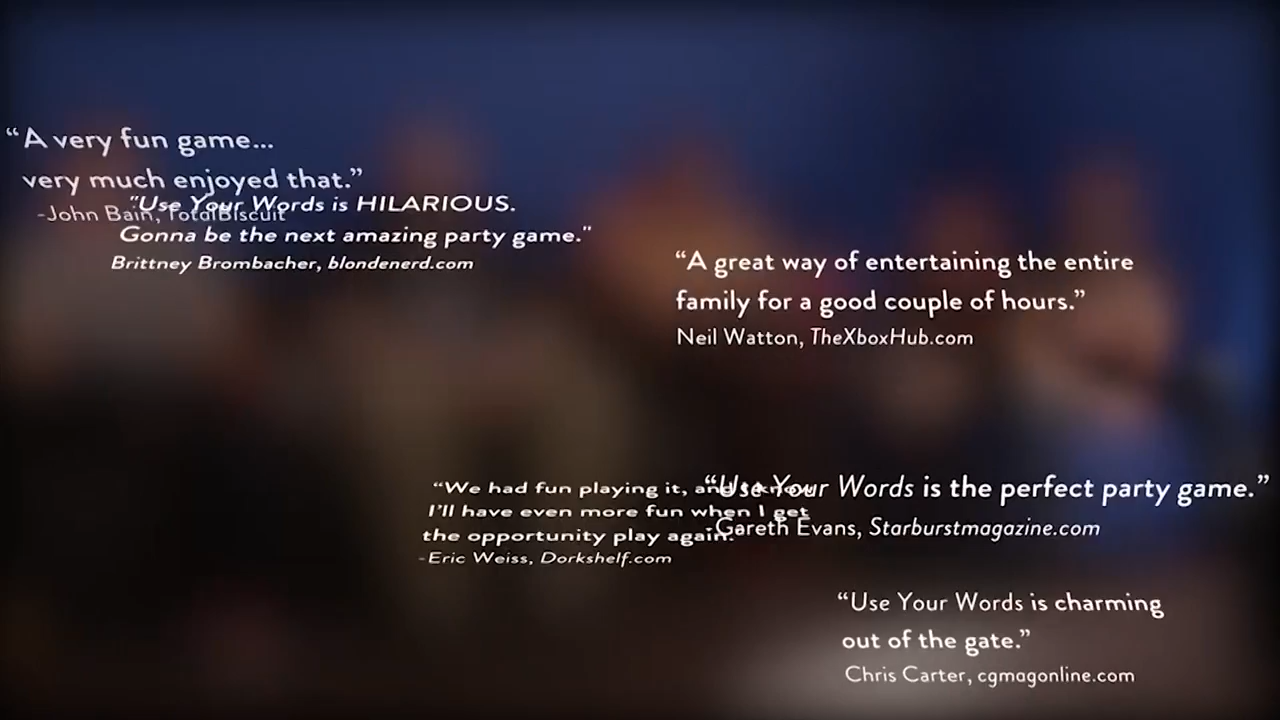 “A very fun game...
very much enjoyed that.”
-John Bain, TotalBiscuit
"Use Your Words is HILARIOUS.
Gonna be the next amazing party game."
Brittney Brombacher, blondenerd.com
“A great way of entertaining the entire
family for a good couple of hours.”
Neil Watton, TheXboxHub.com
“We had fun playing it, and I know
I'll have even more fun when I get
the opportunity play again.”
-Eric Weiss, Dorkshelf.com
“Use Your Words is the perfect party game.”
-Gareth Evans, Starburstmagazine.com
“Use Your Words is charming
out of the gate.”
Chris Carter, cgmagonline.com